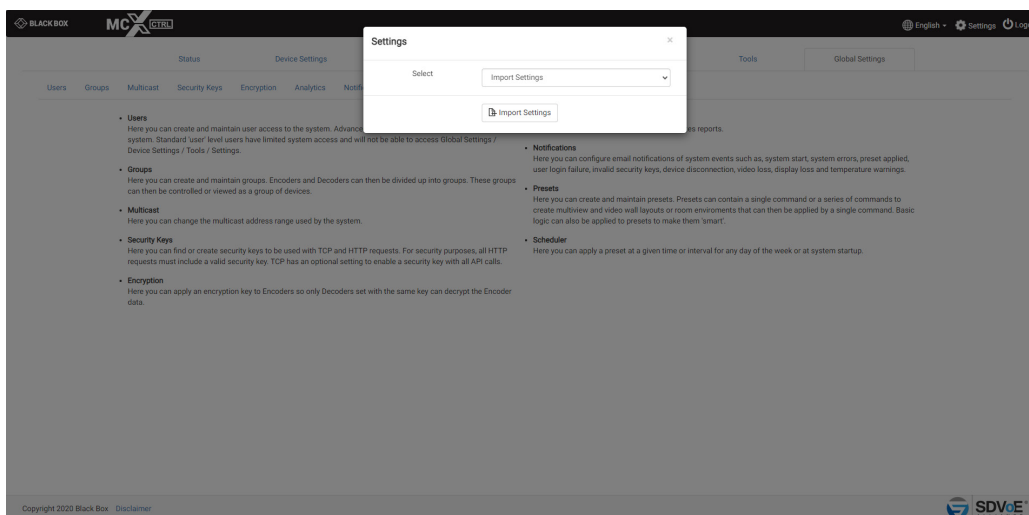 BLACK BOX
MCX CTRL
English
Settings
Status
Device Settings
Tools
Global Settings
Users
Groups
Multicast
Security Keys
Encryption
Analytics
Settings
×
Select
Import Settings
Import Settings
• Users
Here you can create and maintain user access to the system.
system. Standard 'user' level users have limited system access and will not be able to access Global Settings /
Device Settings / Tools / Settings.
• Groups
Here you can create and maintain groups. Encoders and Decoders can then be divided up into groups. These groups
can then be controlled or viewed as a group of devices.
• Multicast
Here you can change the multicast address range used by the system.
• Security Keys
Here you can find or create security keys to be used with TCP and HTTP requests. For security purposes, all HTTP
requests must include a valid security key. TCP has an optional setting to enable a security key with all API calls.
• Encryption
Here you can apply an encryption key to Encoders so only Decoders set with the same key can decrypt the Encoder
data.
reports.
• Notifications
Here you can configure email notifications of system events such as, system start, system errors, preset applied,
user login failure, invalid security keys, device disconnection, video loss, display loss and temperature warnings.
• Presets
Here you can create and maintain presets. Presets can contain a single command or a series of commands to
create multiview and video wall layouts or room enviroments that can then be applied by a single command. Basic
logic can also be applied to presets to make them 'smart'.
• Scheduler
Here you can apply a preset at a given time or interval for any day of the week or at system startup.
Copyright 2020 Black Box Disclaimer
SDVoE